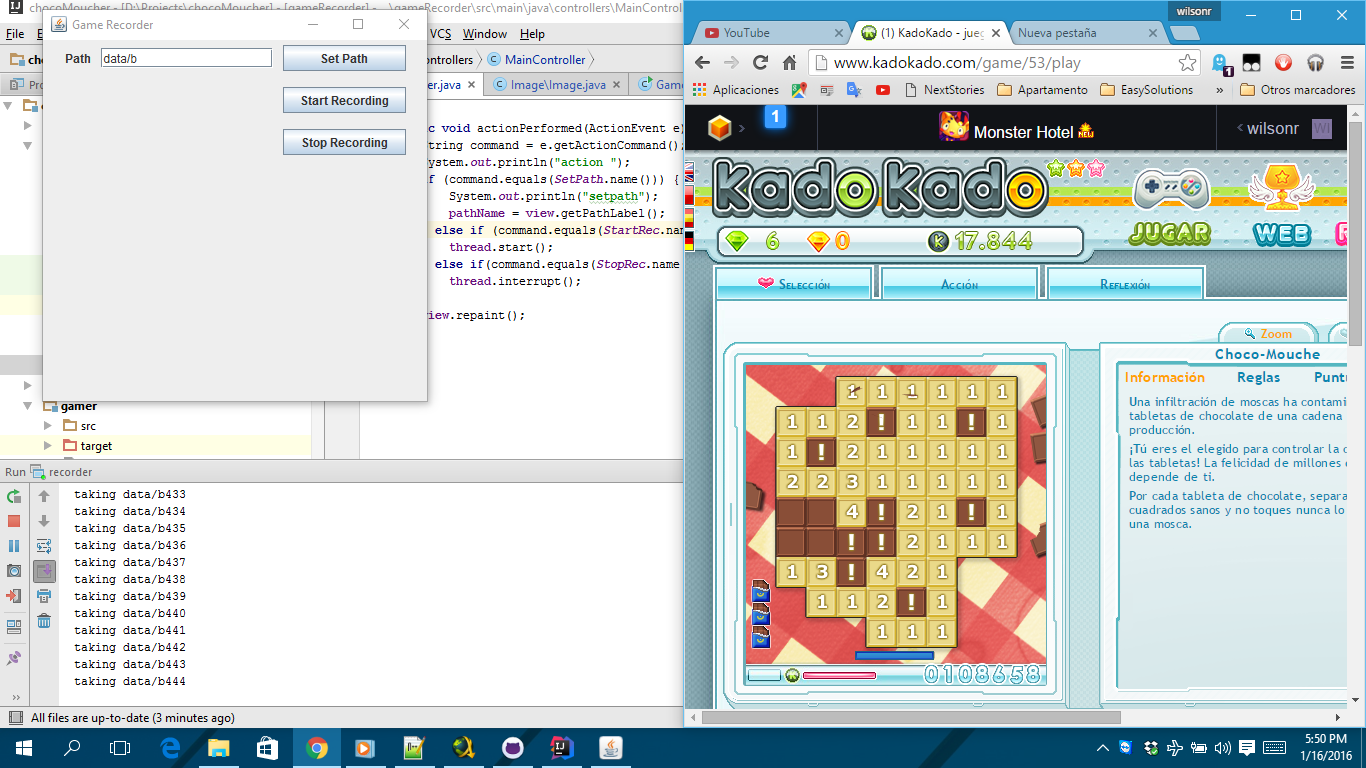 chocoMoucher - [D:\Projects\chocoMoucher] - [gameRecorder] - ...\gameRecorder\src\main\java\controllers\MainControl
Game Recorder
Path data/b Set Path
Start Recording
Stop Recording
VCS Window Help
MainController
Image\Image.java
void actionPerformed(ActionEvent e)
tring command = e.getActionCommand();
ystem.out.println("action ");
f (command.equals(SetPath.name())) {
System.out.println("setpath");
pathName = view.getPathLabel();
else if (command.equals(StartRec.na
thread.start();
else if(command.equals(StopRec.name
thread.interrupt();
iew.repaint();
gamer
src
target
Run recorder
taking data/b433
taking data/b434
taking data/b435
taking data/b436
taking data/b437
taking data/b438
taking data/b439
taking data/b440
taking data/b441
taking data/b442
taking data/b443
taking data/b444
All files are up-to-date (3 minutes ago)
wilsonr
YouTube
(1) KadoKado - jueg
Nueva pestaña
www.kadokado.com/game/53/play
1
Aplicaciones NextStories Apartamento EasySolutions » Otros marcadores
1 Monster Hotel NEW wilsonr WI
kadokado
6 0 K 17.844
JUGAR WEB
Selección Acción Reflexión
Zoom
Choco-Mouche
Información Reglas Puntu
Una infiltración de moscas ha contami
tabletas de chocolate de una cadena
producción.
¡Tú eres el elegido para controlar la c
las tabletas! La felicidad de millones
depende de ti.
Por cada tableta de chocolate, separa
cuadrados sanos y no toques nunca lo
una mosca.
1 1 1 1 1 1
1 1 2 ! 1 1 ! 1
1 ! 2 1 1 1 1 1
2 2 3 1 1 1 1 1
4 ! 2 1 ! 1
! ! 2 1 1 1
1 3 ! 4 2 1
1 1 2 ! 1
1 1 1
0108658
5:50 PM
1/16/2016